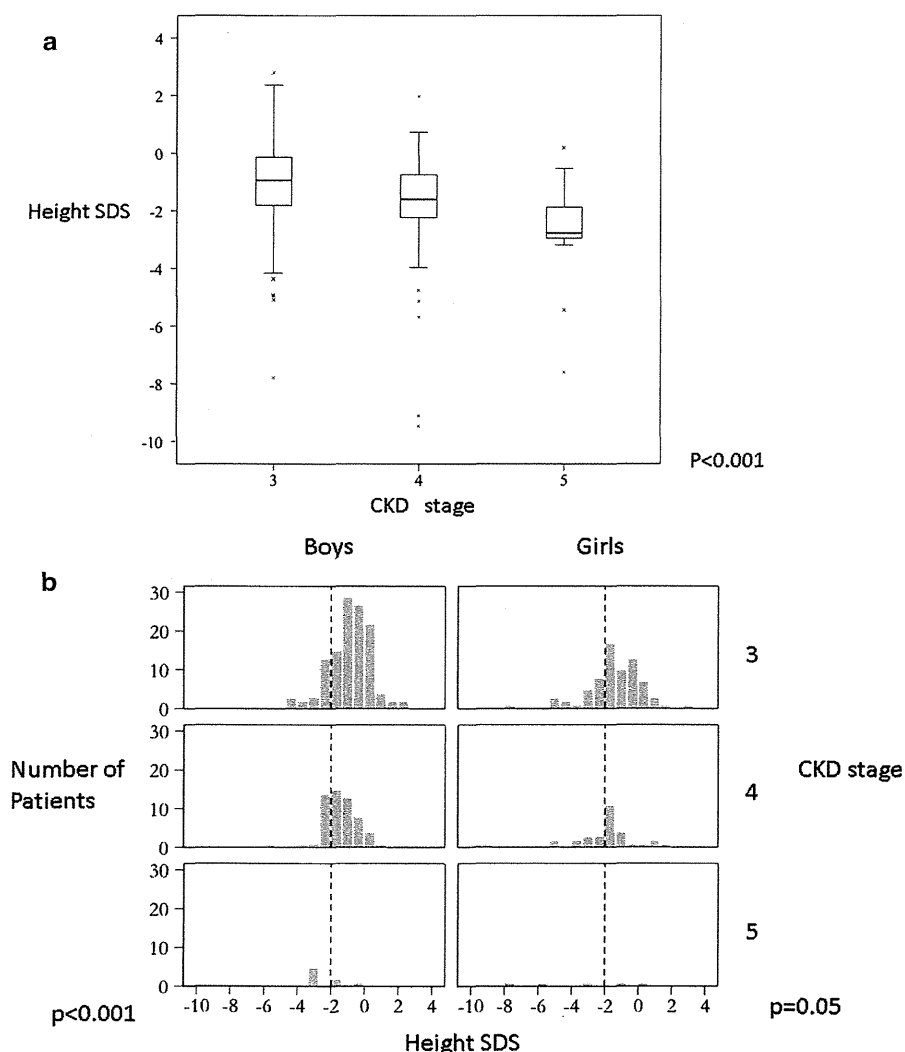 a
4
2
0
Height SDS
-2
-4
-6
-8
-10
P<0.001
3 4 5
CKD stage
Boys Girls
b
30
20
10
0
3
30
20
10
0
Number of
Patients
CKD stage
4
30
20
10
0
5
-10 -8 -6 -4 -2 0 2 4 -10 -8 -6 -4 -2 0 2 4
p<0.001
p=0.05
Height SDS